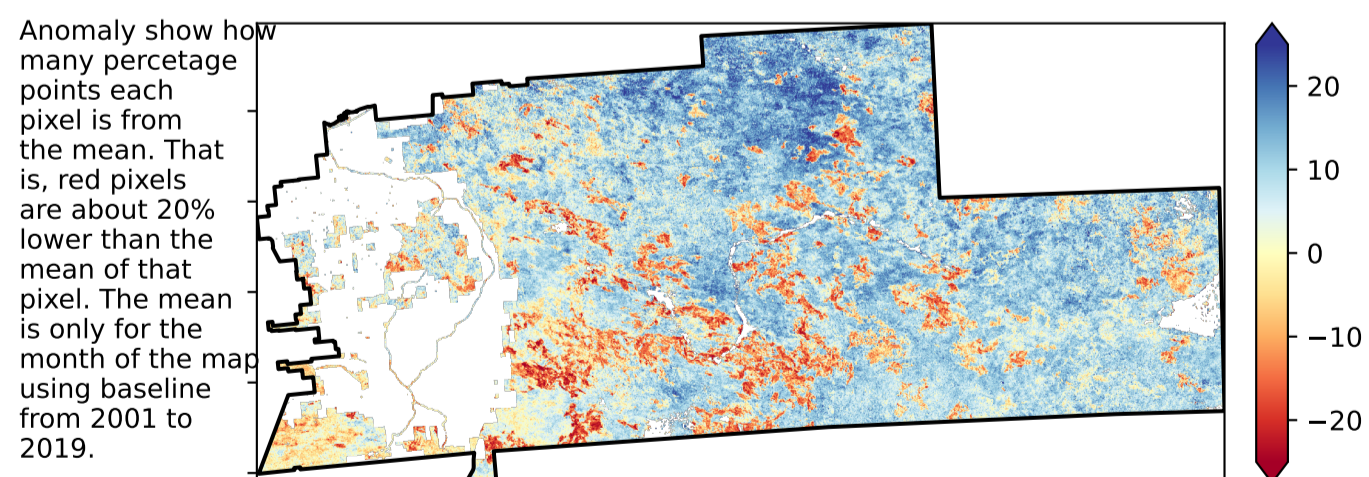 Anomaly show how
many percetage
points each
pixel is from
the mean. That
is, red pixels
are about 20%
lower than the
mean of that
pixel. The mean
is only for the
month of the map
using baseline
from 2001 to
2019.
20
10
0
−10
−20